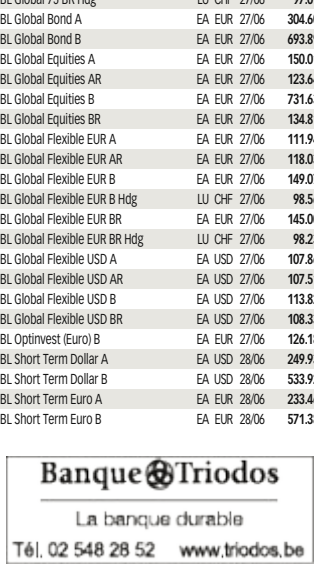 BL Global Bond A EA EUR 27/06 304.6
BL Global Bond B EA EUR 27/06 693.8
BL Global Equities A EA EUR 27/06 150.0
BL Global Equities AR EA EUR 27/06 123.6
BL Global Equities B EA EUR 27/06 731.6
BL Global Equities BR EA EUR 27/06 134.8
BL Global Flexible EUR A EA EUR 27/06 111.9
BL Global Flexible EUR AR EA EUR 27/06 118.0
BL Global Flexible EUR B EA EUR 27/06 149.0
BL Global Flexible EUR B Hdg LU CHF 27/06 98.5
BL Global Flexible EUR BR EA EUR 27/06 145.0
BL Global Flexible EUR BR Hdg LU CHF 27/06 98.2
BL Global Flexible USD A EA USD 27/06 107.8
BL Global Flexible USD AR EA USD 27/06 107.5
BL Global Flexible USD B EA USD 27/06 113.8
BL Global Flexible USD BR EA USD 27/06 108.3
BL Optinvest (Euro) B EA EUR 27/06 126.1
BL Short Term Dollar A EA USD 28/06 249.9
BL Short Term Dollar B EA USD 28/06 533.9
BL Short Term Euro A EA EUR 28/06 233.4
BL Short Term Euro B EA EUR 28/06 571.3
Banque Triodos
La banque durable
Tél. 02 548 28 52 www.triodos.be